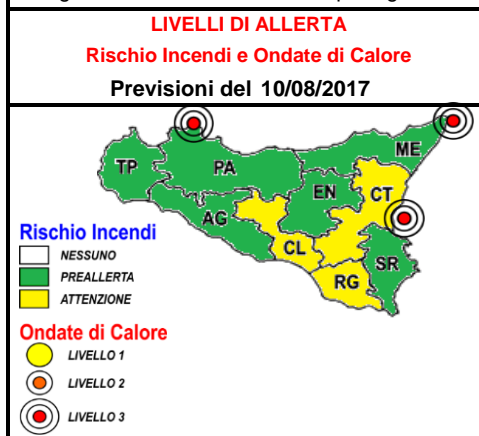 LIVELLI DI ALLERTA
Rischio Incendi e Ondate di Calore
Previsioni del 10/08/2017
ME
TP
PA
EN
CT
AG
CL
SR
RG
Rischio Incendi
NESSUNO
PREALLERTA
ATTENZIONE
Ondate di Calore
LIVELLO 1
LIVELLO 2
LIVELLO 3